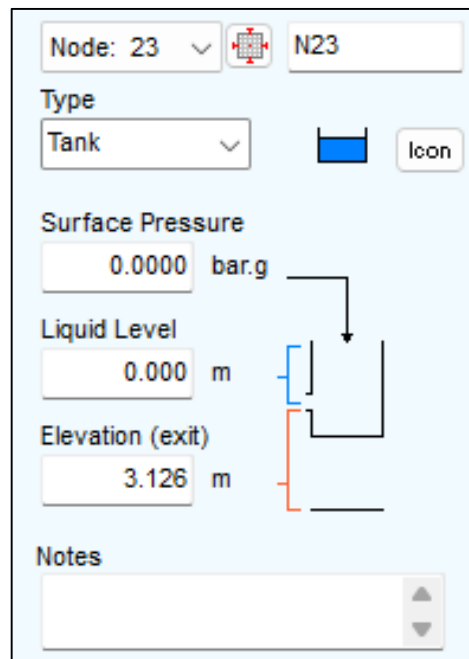 Node: 23 N23
Type
Tank Icon
Surface Pressure
0.0000 bar.g
Liquid Level
0.000 m
Elevation (exit)
3.126 m
Notes